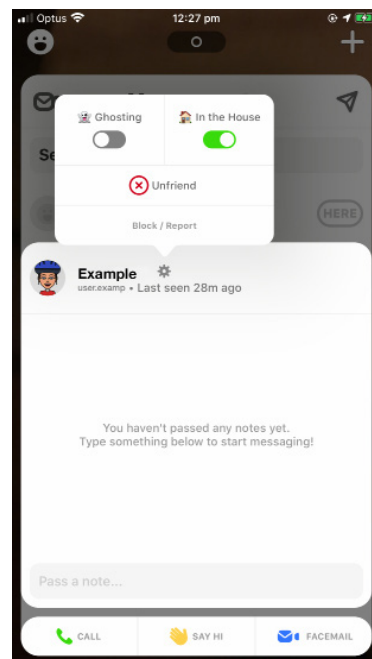 Optus 12:27 pm
Se
👻 Ghosting
🏠 In the House
Unfriend
Block / Report
HERE
Example
user.examp • Last seen 28m ago
You haven't passed any notes yet.
Type something below to start messaging!
Pass a note...
CALL
👋 SAY HI
FACEMAIL